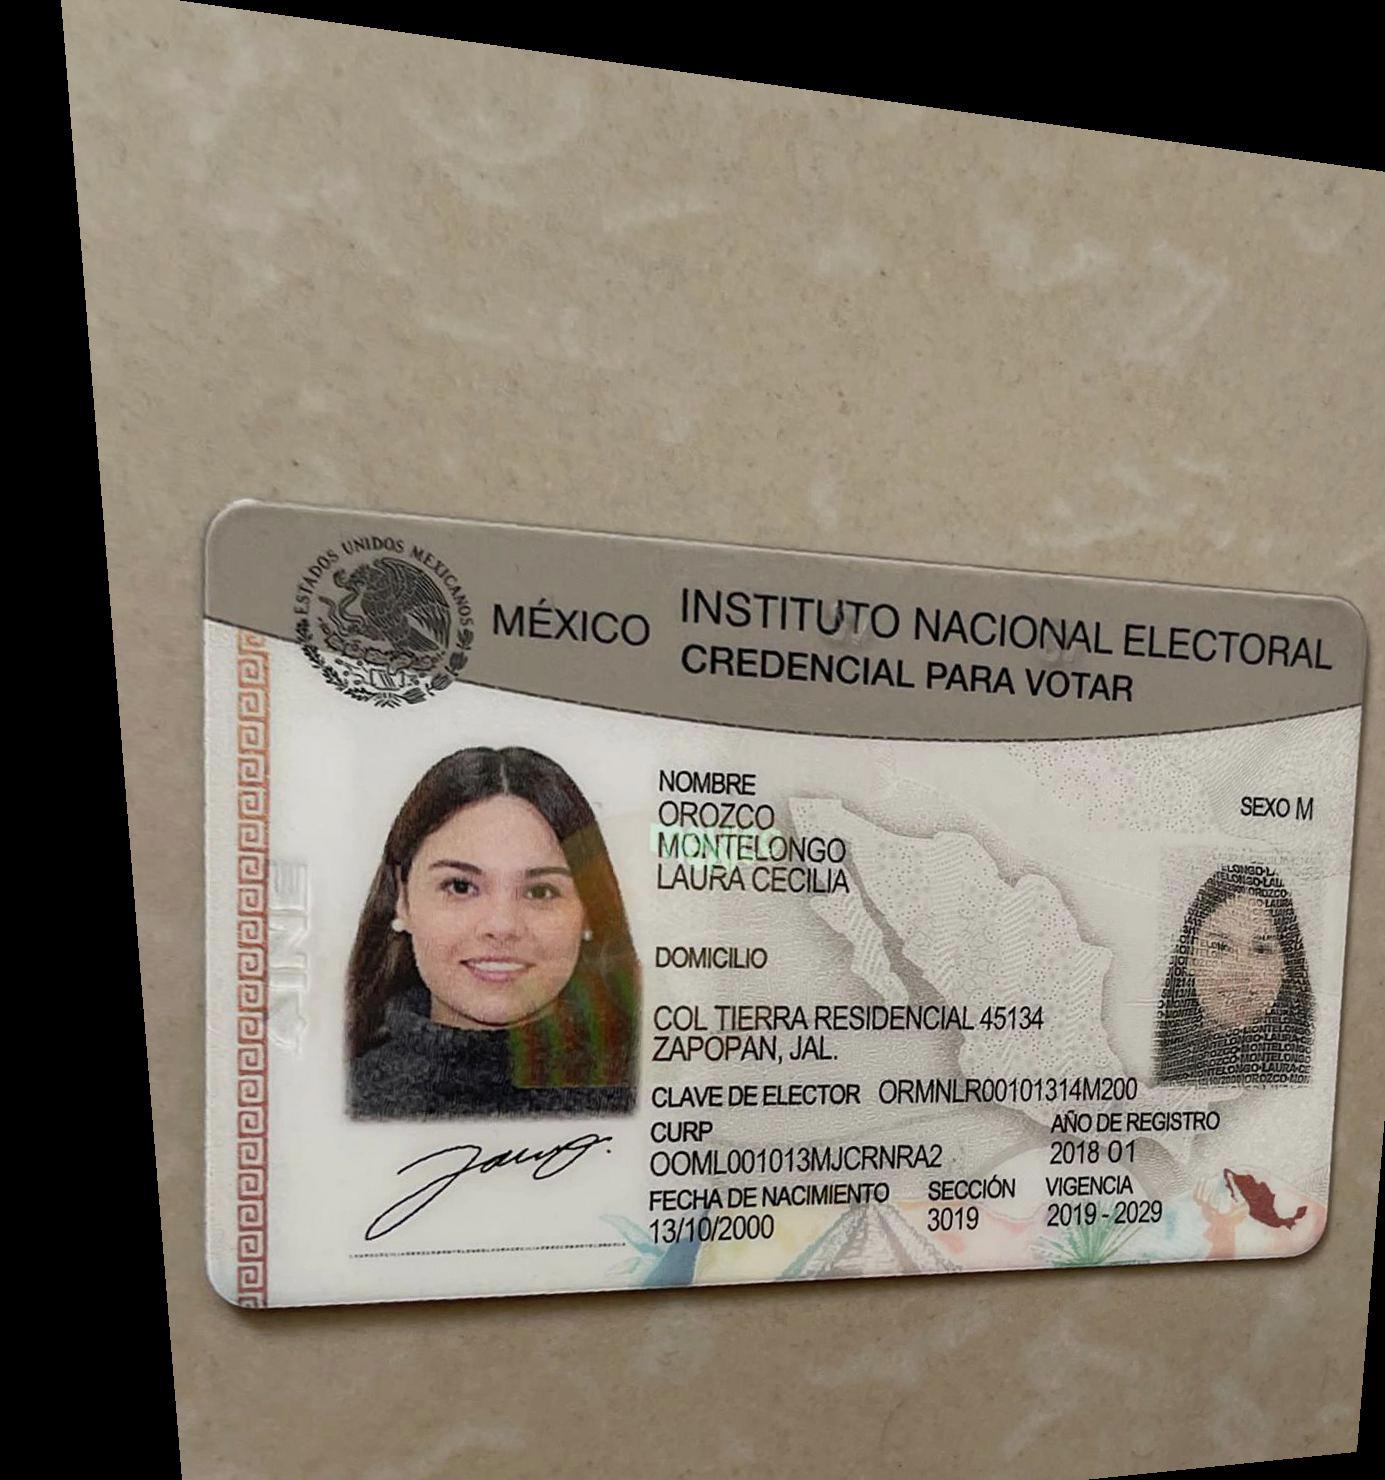 ESTADOS UNIDOS MEXICANOS
MÉXICO
INSTITUTO NACIONAL ELECTORAL
CREDENCIAL PARA VOTAR
NOMBRE
OROZCO
MONTELONGO
LAURA CECILIA
SEXO M
DOMICILIO
COL TIERRA RESIDENCIAL 45134
ZAPOPAN, JAL.
CLAVE DE ELECTOR ORMNLR00101314M200
CURP
OOML001013MJCRNRA2
AÑO DE REGISTRO
2018 01
FECHA DE NACIMIENTO
13/10/2000
SECCIÓN
3019
VIGENCIA
2019 - 2029
INE